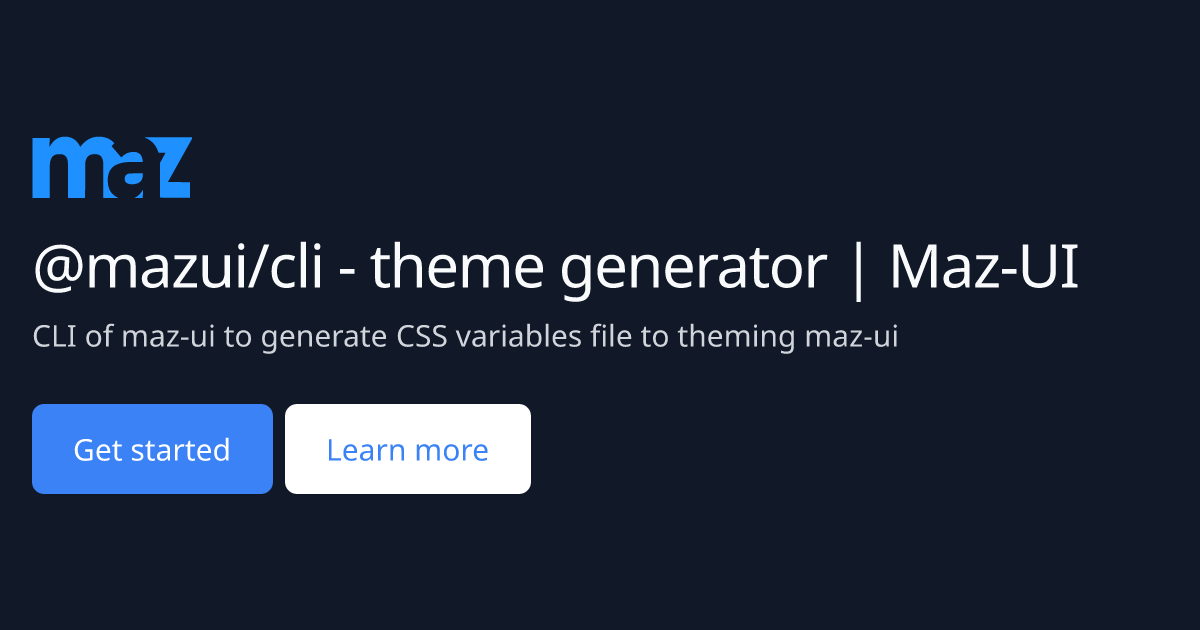 maz
@mazui/cli - theme generator | Maz-UI
CLI of maz-ui to generate CSS variables file to theming maz-ui
Get started
Learn more